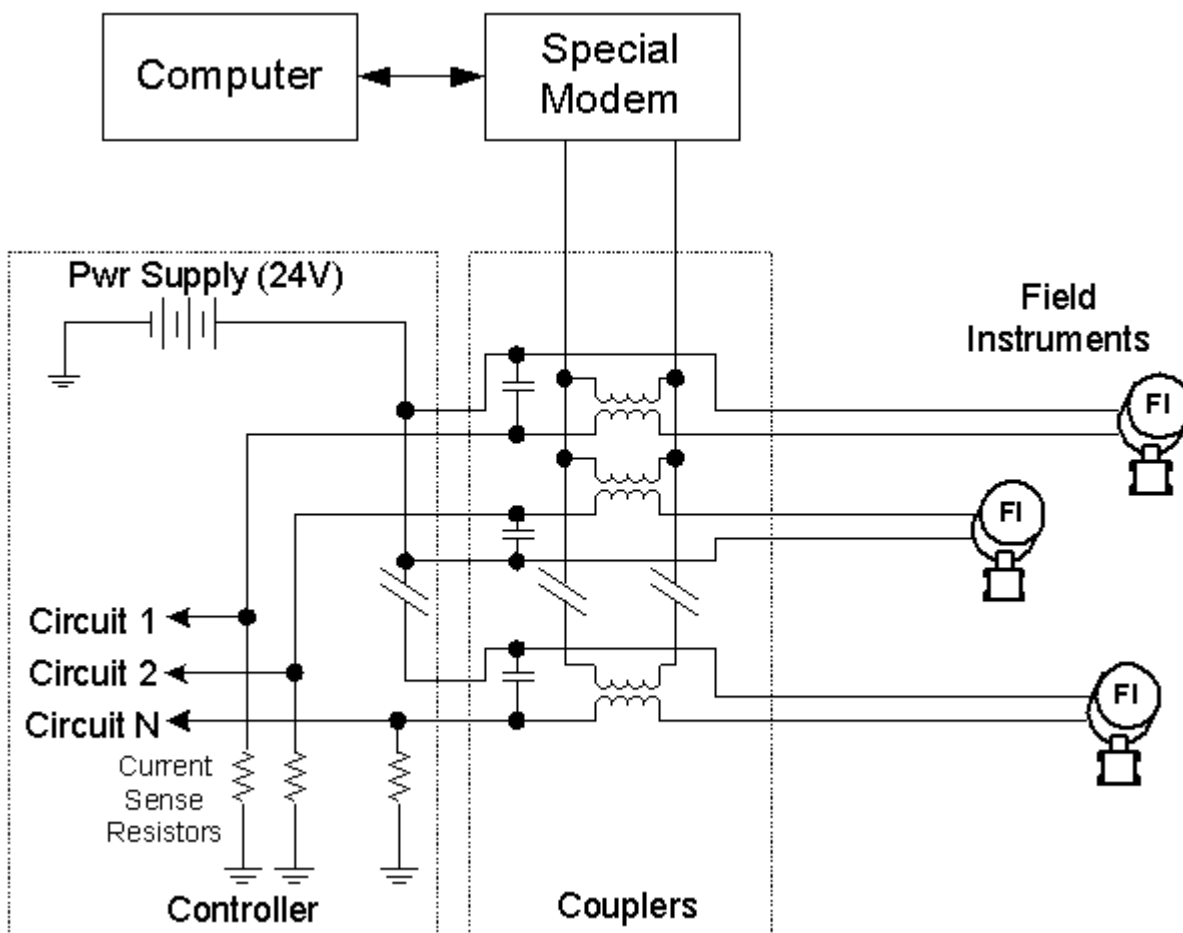 Computer
Special
Modem
Pwr Supply (24V)
Field
Instruments
FI
FI
Circuit 1
Circuit 2
Circuit N
FI
Current
Sense
Resistors
Controller
Couplers